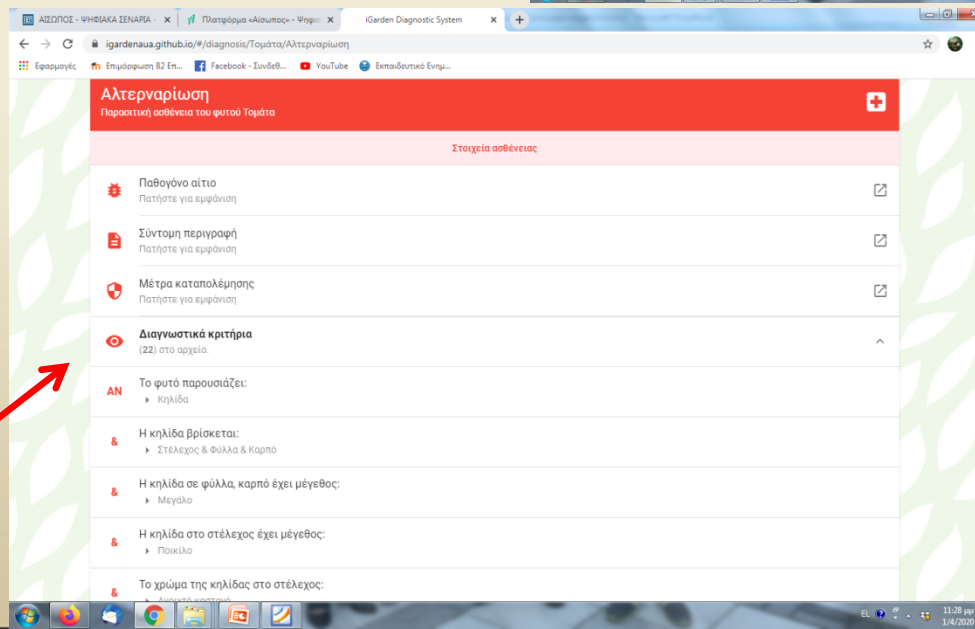 ΑΙΣΩΠΟΣ - ΨΗΦΙΑΚΑ ΣΕΝΑΡΙΑ
Πλατφόρμα «Αίσωπος» - Ψηφια
iGarden Diagnostic System
igardenaua.github.io/#/diagnosis/Τομάτα/Αλτερναρίωση
Εφαρμογές
Επιμόρφωση Β2 Επ...
Facebook - Συνδεθ...
YouTube
Εκπαιδευτικό Ενημ...
Αλτερναρίωση
Παρασιτική ασθένεια του φυτού Τομάτα
Στοιχεία ασθένειας
Παθογόνο αίτιο
Πατήστε για εμφάνιση
Σύντομη περιγραφή
Πατήστε για εμφάνιση
Μέτρα καταπολέμησης
Πατήστε για εμφάνιση
Διαγνωστικά κριτήρια
(22) στο αρχείο.
ΑΝ
Το φυτό παρουσιάζει:
Κηλίδα
&
Η κηλίδα βρίσκεται:
Στέλεχος & Φύλλα & Καρπό
&
Η κηλίδα σε φύλλα, καρπό έχει μέγεθος:
Μεγάλο
&
Η κηλίδα στο στέλεχος έχει μέγεθος:
Ποικίλο
&
Το χρώμα της κηλίδας στο στέλεχος:
Ανοιχτό καστανό
EL
11:28 μμ
1/4/2020